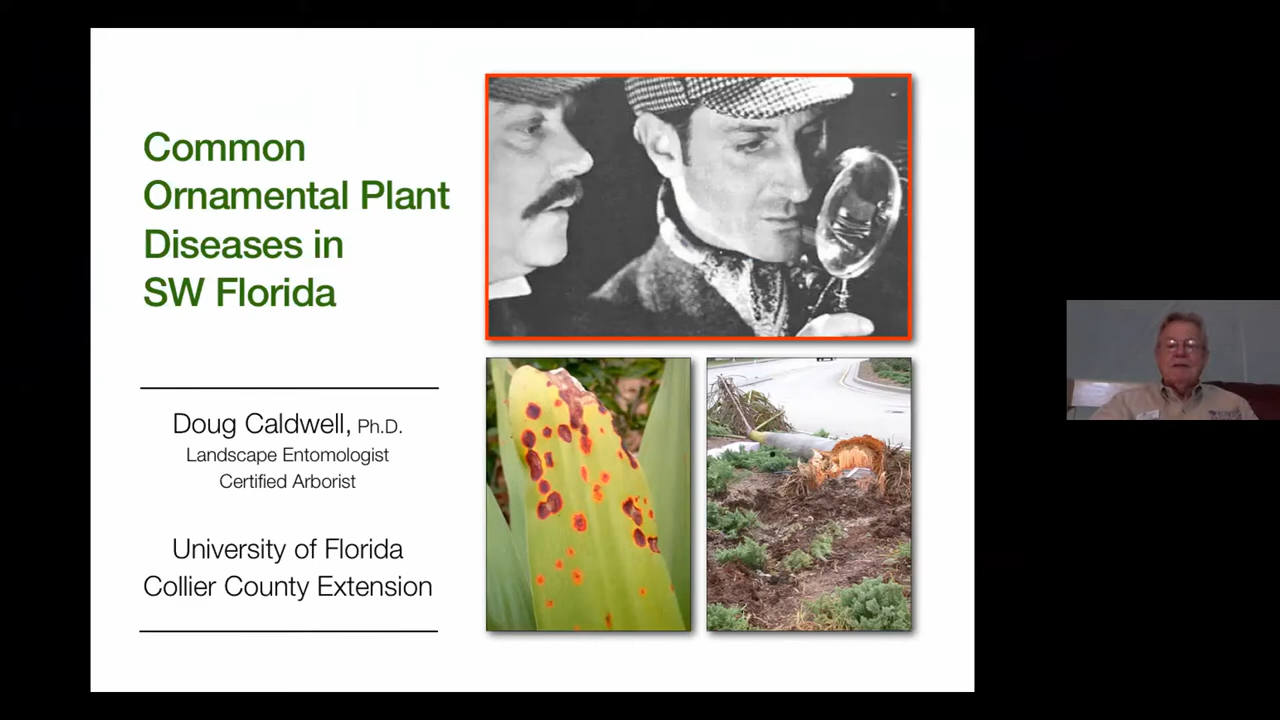 Common
Ornamental Plant
Diseases in
SW Florida
Doug Caldwell, Ph.D.
Landscape Entomologist
Certified Arborist
University of Florida
Collier County Extension